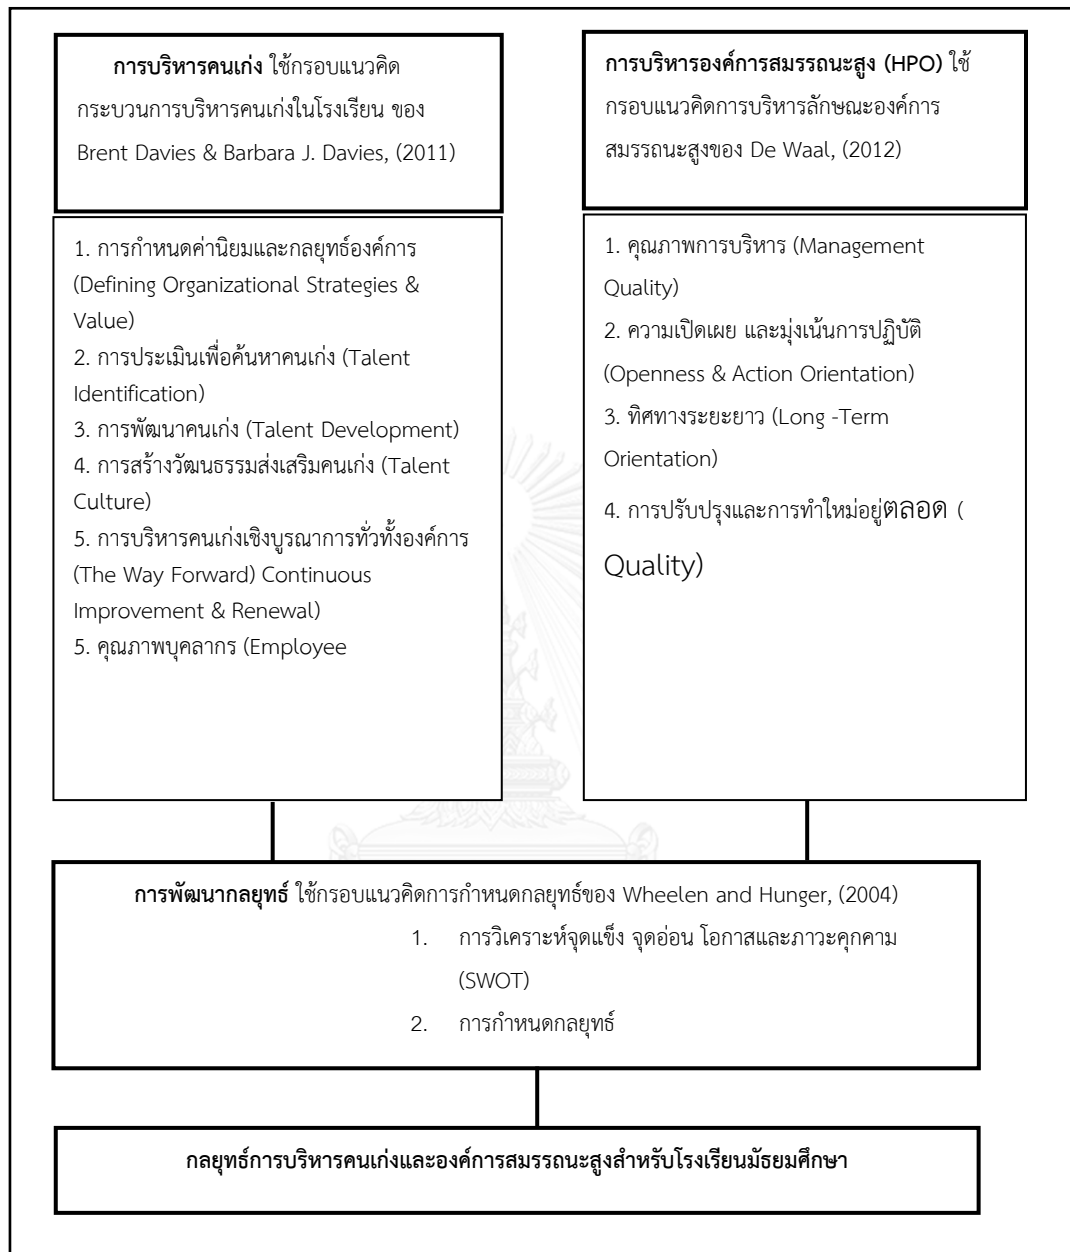 การบริหารคนเก่ง ใช้กรอบแนวคิด
กระบวนการบริหารคนเก่งในโรงเรียน ของ
Brent Davies & Barbara J. Davies, (2011)
1. การกำหนดค่านิยมและกลยุทธ์องค์การ
(Defining Organizational Strategies &
Value)
2. การประเมินเพื่อค้นหาคนเก่ง (Talent
Identification)
3. การพัฒนาคนเก่ง (Talent Development)
4. การสร้างวัฒนธรรมส่งเสริมคนเก่ง (Talent
Culture)
5. การบริหารคนเก่งเชิงบูรณาการทั่วทั้งองค์การ
(The Way Forward) Continuous
Improvement & Renewal)
5. คุณภาพบุคลากร (Employee
การบริหารองค์การสมรรถนะสูง (HPO) ใช้
กรอบแนวคิดการบริหารลักษณะองค์การ
สมรรถนะสูงของ De Waal, (2012)
1. คุณภาพการบริหาร (Management
Quality)
2. ความเปิดเผย และมุ่งเน้นการปฏิบัติ
(Openness & Action Orientation)
3. ทิศทางระยะยาว (Long -Term
Orientation)
4. การปรับปรุงและการทำใหม่อยู่ตลอด (
Quality)
การพัฒนากลยุทธ์ ใช้กรอบแนวคิดการกำหนดกลยุทธ์ของ Wheelen and Hunger, (2004)
1. การวิเคราะห์จุดแข็ง จุดอ่อน โอกาสและภาวะคุกคาม
(SWOT)
2. การกำหนดกลยุทธ์
กลยุทธ์การบริหารคนเก่งและองค์การสมรรถนะสูงสำหรับโรงเรียนมัธยมศึกษา